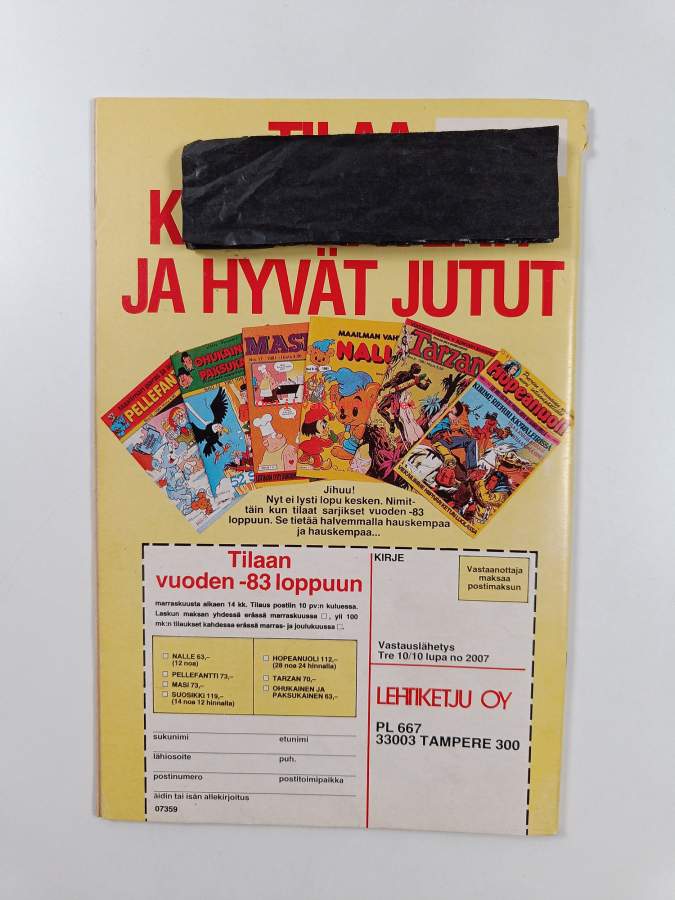 TILAA
JA HYVÄT JUTUT
PELLEFANTTI
OHUKAINEN
PAKSUKAINEN
MASI
MAAILMAN VAH
NALLE
Tarzan
Hopeanuoli
Jihuu!
Nyt ei lysti lopu kesken. Nimit-
täin kun tilaat sarjikset vuoden -83
loppuun. Se tietää halvemmalla hauskempaa
ja hauskempaa...
Tilaan
vuoden -83 loppuun
marraskuusta alkaen 14 kk. Tilaus postiin 10 pv:n kuluessa.
Laskun maksan yhdessä erässä marraskuussa □, yli 100
mk:n tilaukset kahdessa erässä marras- ja joulukuussa □.
□ NALLE 63,–
(12 noa)
□ PELLEFANTTI 73,–
□ MASI 73,–
□ SUOSIKKI 119,–
(14 noa 12 hinnalla)
□ HOPEANUOLI 112,–
(28 noa 24 hinnalla)
□ TARZAN 70,–
□ OHUKAINEN JA
PAKSUKAINEN 63,–
sukunimi etunimi
lähiosoite puh.
postinumero postitoimipaikka
äidin tai isän allekirjoitus
07359
KIRJE
Vastaanottaja
maksaa
postimaksun
Vastauslähetys
Tre 10/10 lupa no 2007
LEHTIKETJU OY
PL 667
33003 TAMPERE 300